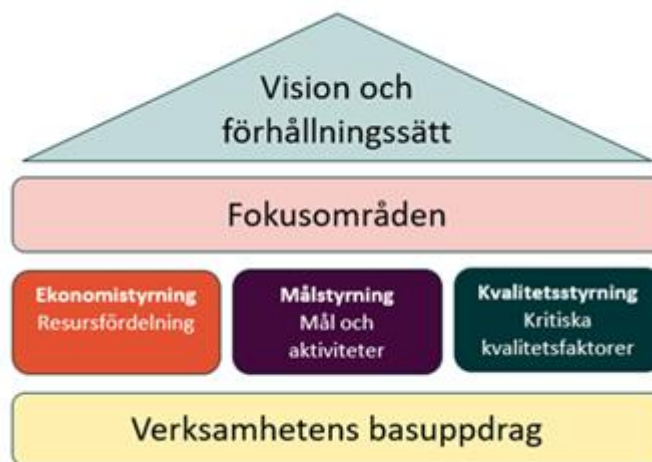 Vision och
förhållningssätt
Fokusområden
Ekonomistyrning
Resursfördelning
Målstyrning
Mål och
aktiviteter
Kvalitetsstyrning
Kritiska
kvalitetsfaktorer
Verksamhetens basuppdrag